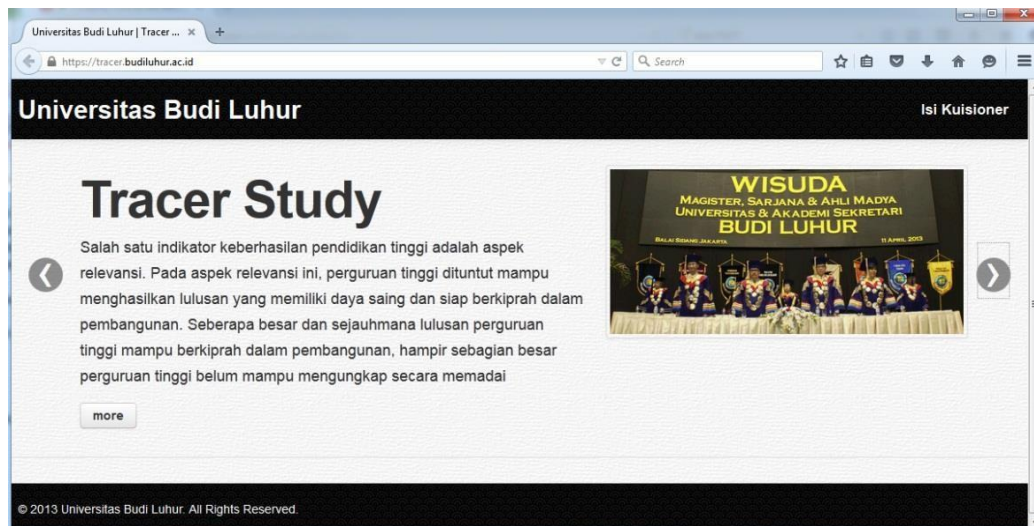 Universitas Budi Luhur | Tracer ...
https://tracer.budiluhur.ac.id
Search
Universitas Budi Luhur
Isi Kuisioner
Tracer Study
Salah satu indikator keberhasilan pendidikan tinggi adalah aspek
relevansi. Pada aspek relevansi ini, perguruan tinggi dituntut mampu
menghasilkan lulusan yang memiliki daya saing dan siap berkiprah dalam
pembangunan. Seberapa besar dan sejauhmana lulusan perguruan
tinggi mampu berkiprah dalam pembangunan, hampir sebagian besar
perguruan tinggi belum mampu mengungkap secara memadai
more
WISUDA
MAGISTER, SARJANA & AHLI MADYA
UNIVERSITAS & AKADEMI SEKRETARI
BUDI LUHUR
BALAI SIDANG JAKARTA
11 APRIL 2013
© 2013 Universitas Budi Luhur. All Rights Reserved.